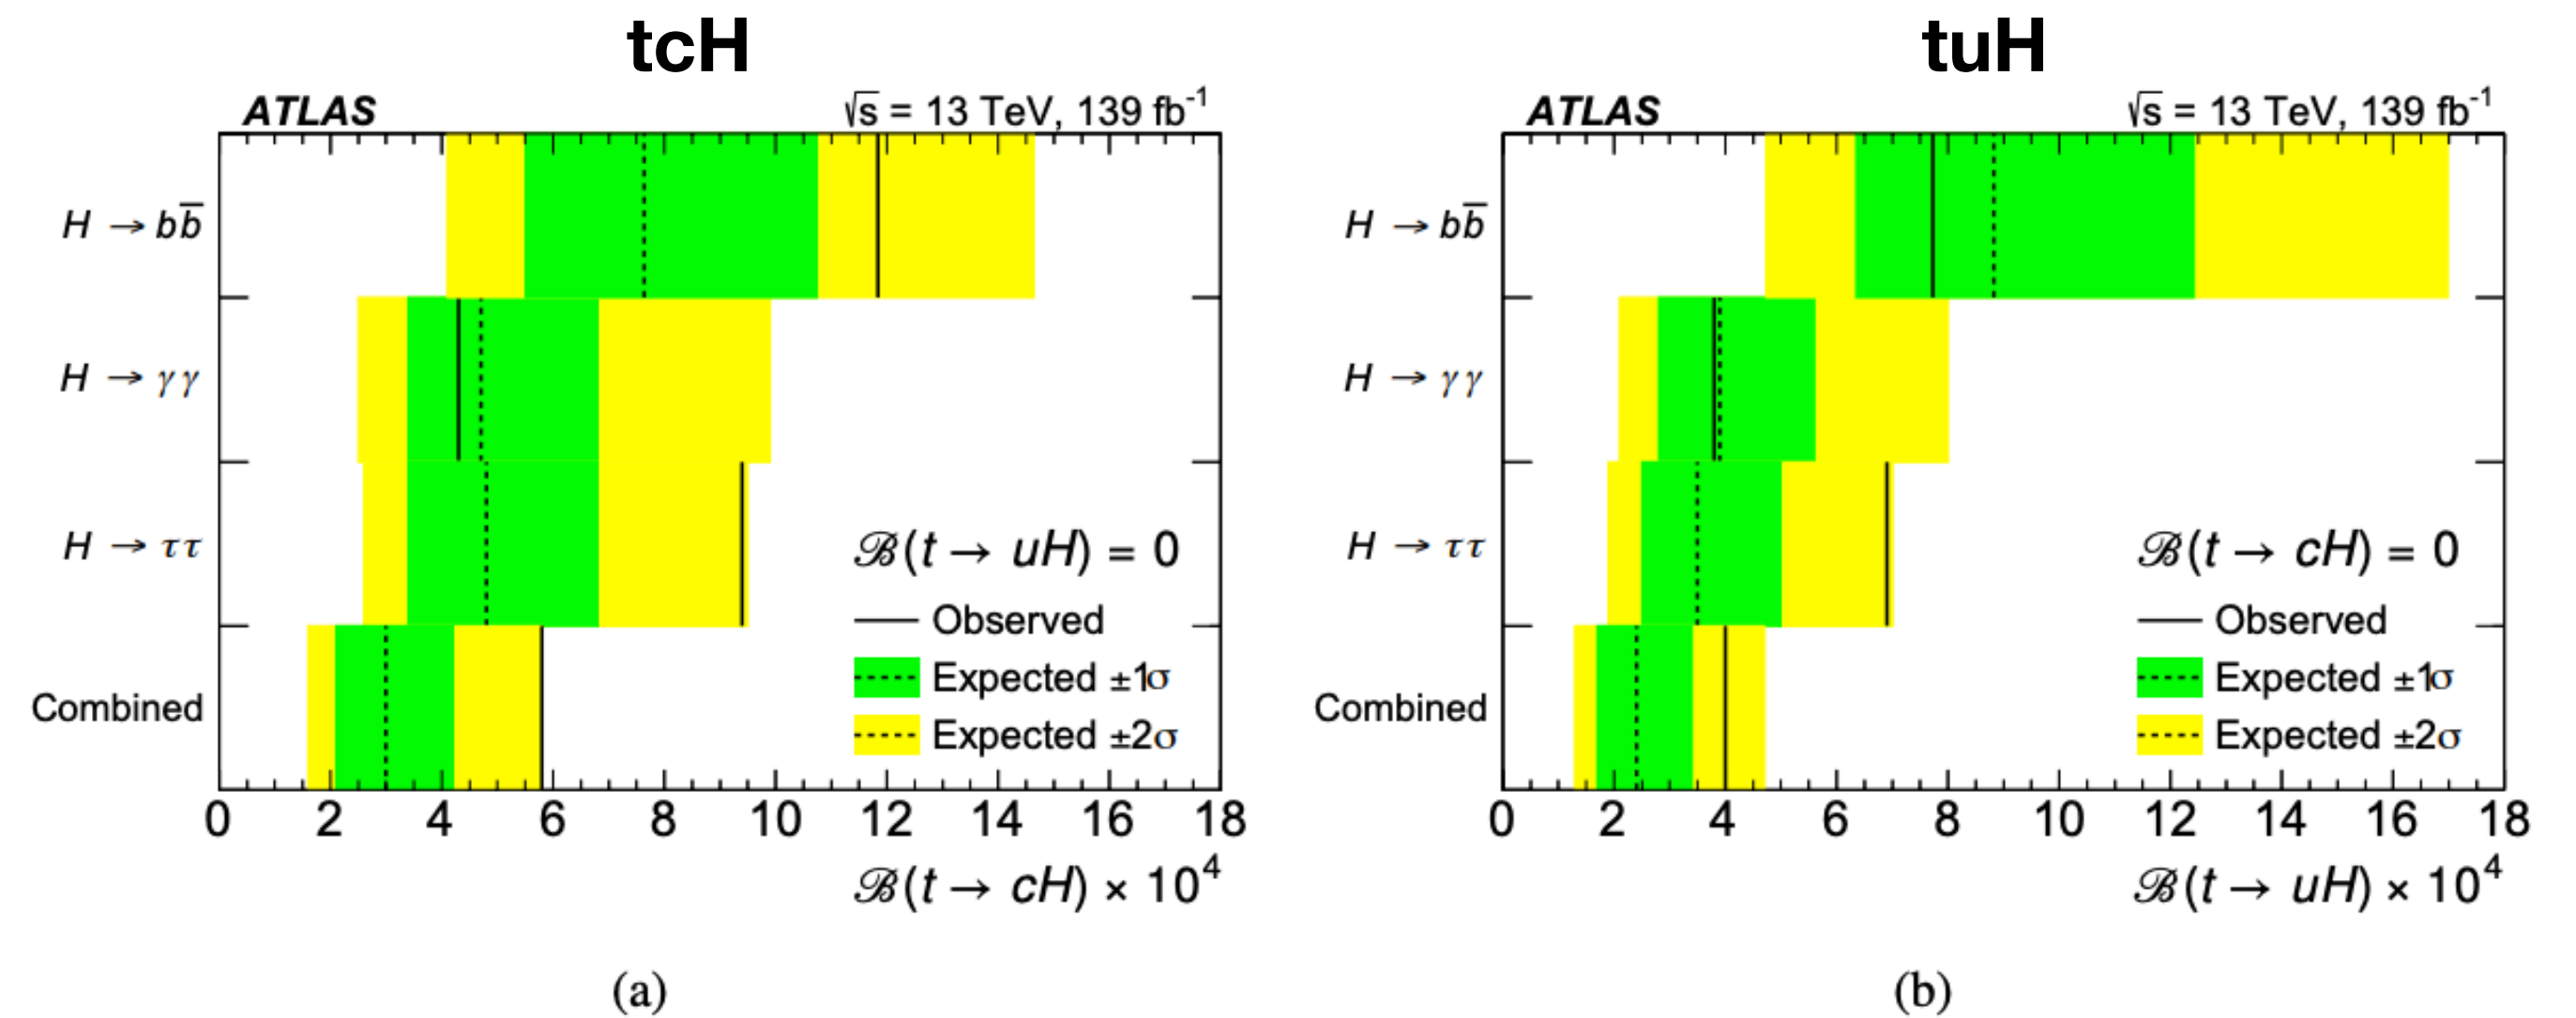 tcH
ATLAS
√s = 13 TeV, 139 fb⁻¹
H → bb̅
H → γγ
H → ττ
Combined
ℬ(t → uH) = 0
Observed
Expected ±1σ
Expected ±2σ
0 2 4 6 8 10 12 14 16 18
ℬ(t → cH) × 10⁴
(a)
tuH
ATLAS
√s = 13 TeV, 139 fb⁻¹
H → bb̅
H → γγ
H → ττ
Combined
ℬ(t → cH) = 0
Observed
Expected ±1σ
Expected ±2σ
0 2 4 6 8 10 12 14 16 18
ℬ(t → uH) × 10⁴
(b)